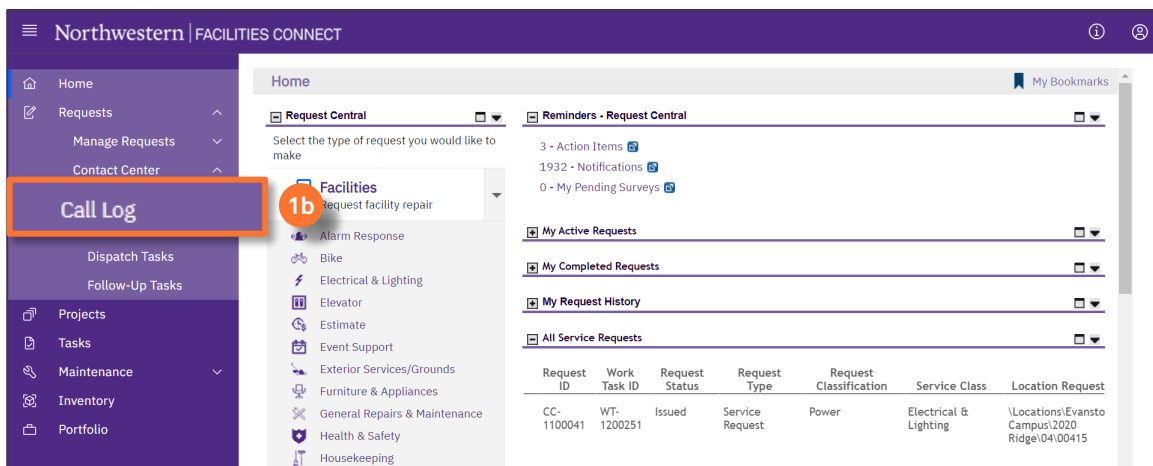 Northwestern | FACILITIES CONNECT
Home
Requests
Manage Requests
Contact Center
Call Log
1b
Dispatch Tasks
Follow-Up Tasks
Projects
Tasks
Maintenance
Inventory
Portfolio
Home
My Bookmarks
Request Central
Select the type of request you would like to
make
Facilities
Request facility repair
Alarm Response
Bike
Electrical & Lighting
Elevator
Estimate
Event Support
Exterior Services/Grounds
Furniture & Appliances
General Repairs & Maintenance
Health & Safety
Housekeeping
Reminders - Request Central
3 - Action Items
1932 - Notifications
0 - My Pending Surveys
My Active Requests
My Completed Requests
My Request History
All Service Requests
Request Work Request Request Request
ID Task ID Status Type Classification Service Class Location Request
CC- WT- Issued Service Power Electrical & \Locations\Evansto
1100041 1200251 Request Lighting Campus\2020
Ridge\04\00415